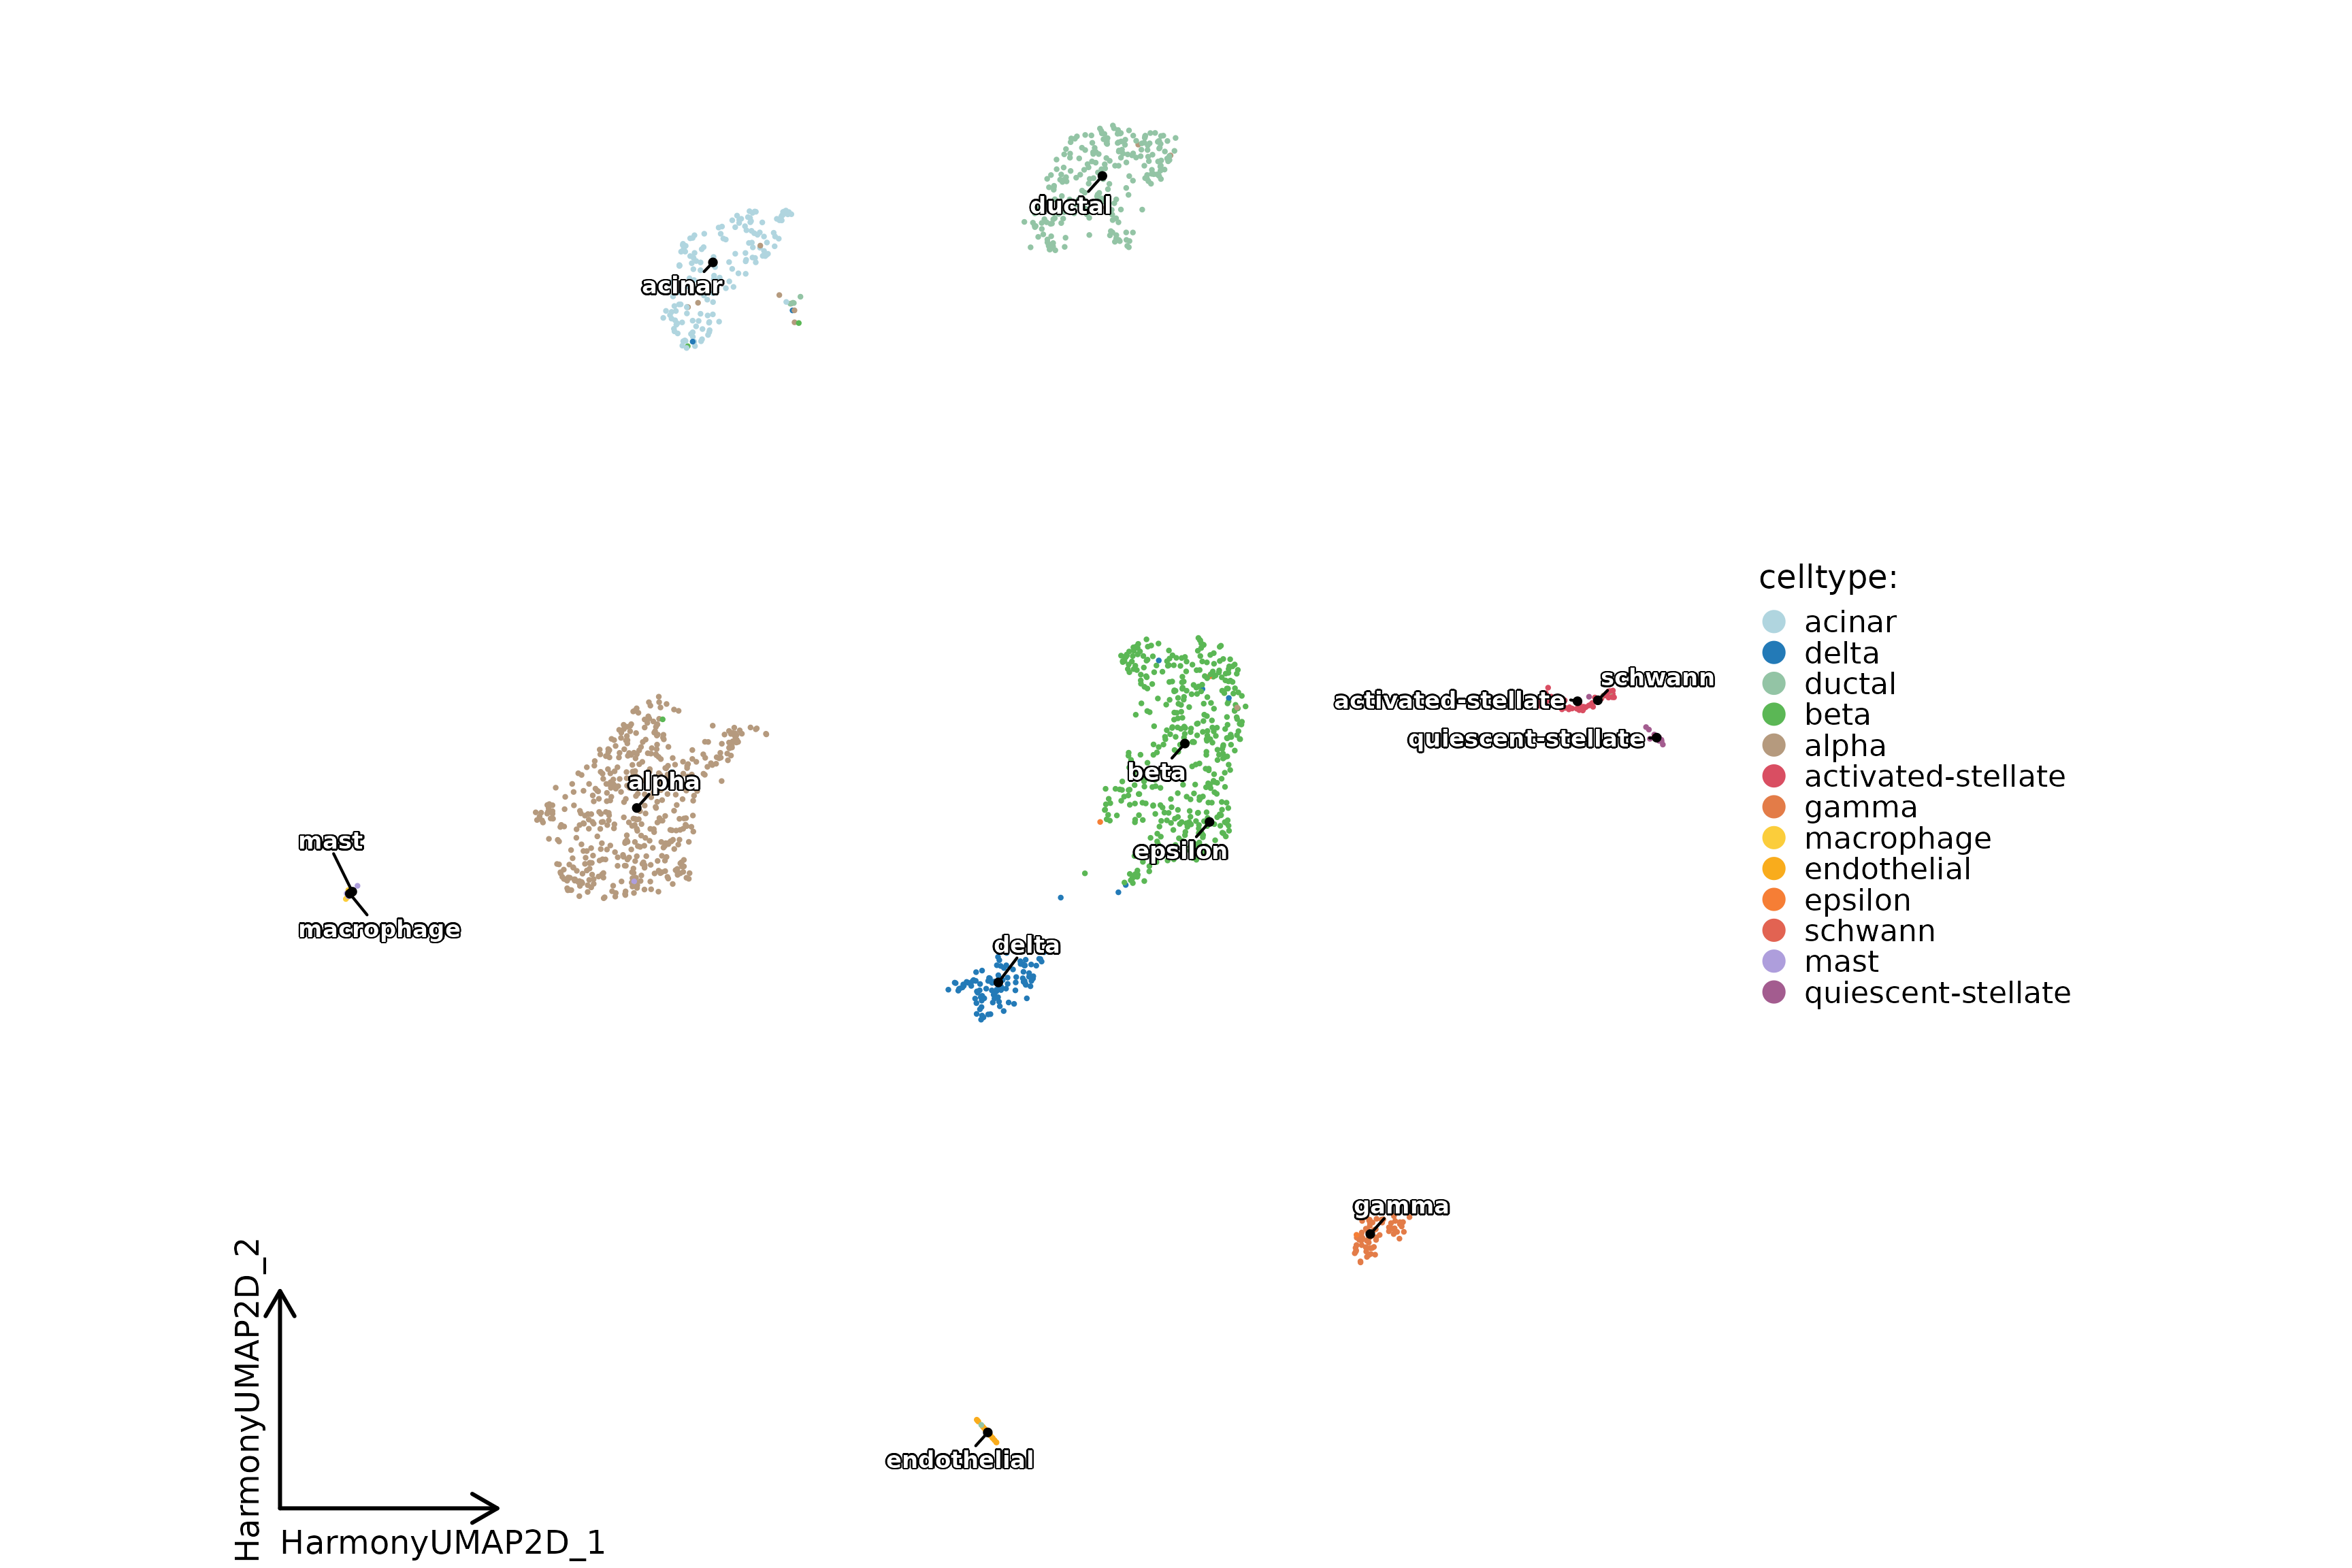 ductal
acinar
schwann
activated-stellate
quiescent-stellate
beta
alpha
mast
epsilon
macrophage
delta
gamma
endothelial
celltype:
acinar
delta
ductal
beta
alpha
activated-stellate
gamma
macrophage
endothelial
epsilon
schwann
mast
quiescent-stellate
HarmonyUMAP2D_2
HarmonyUMAP2D_1